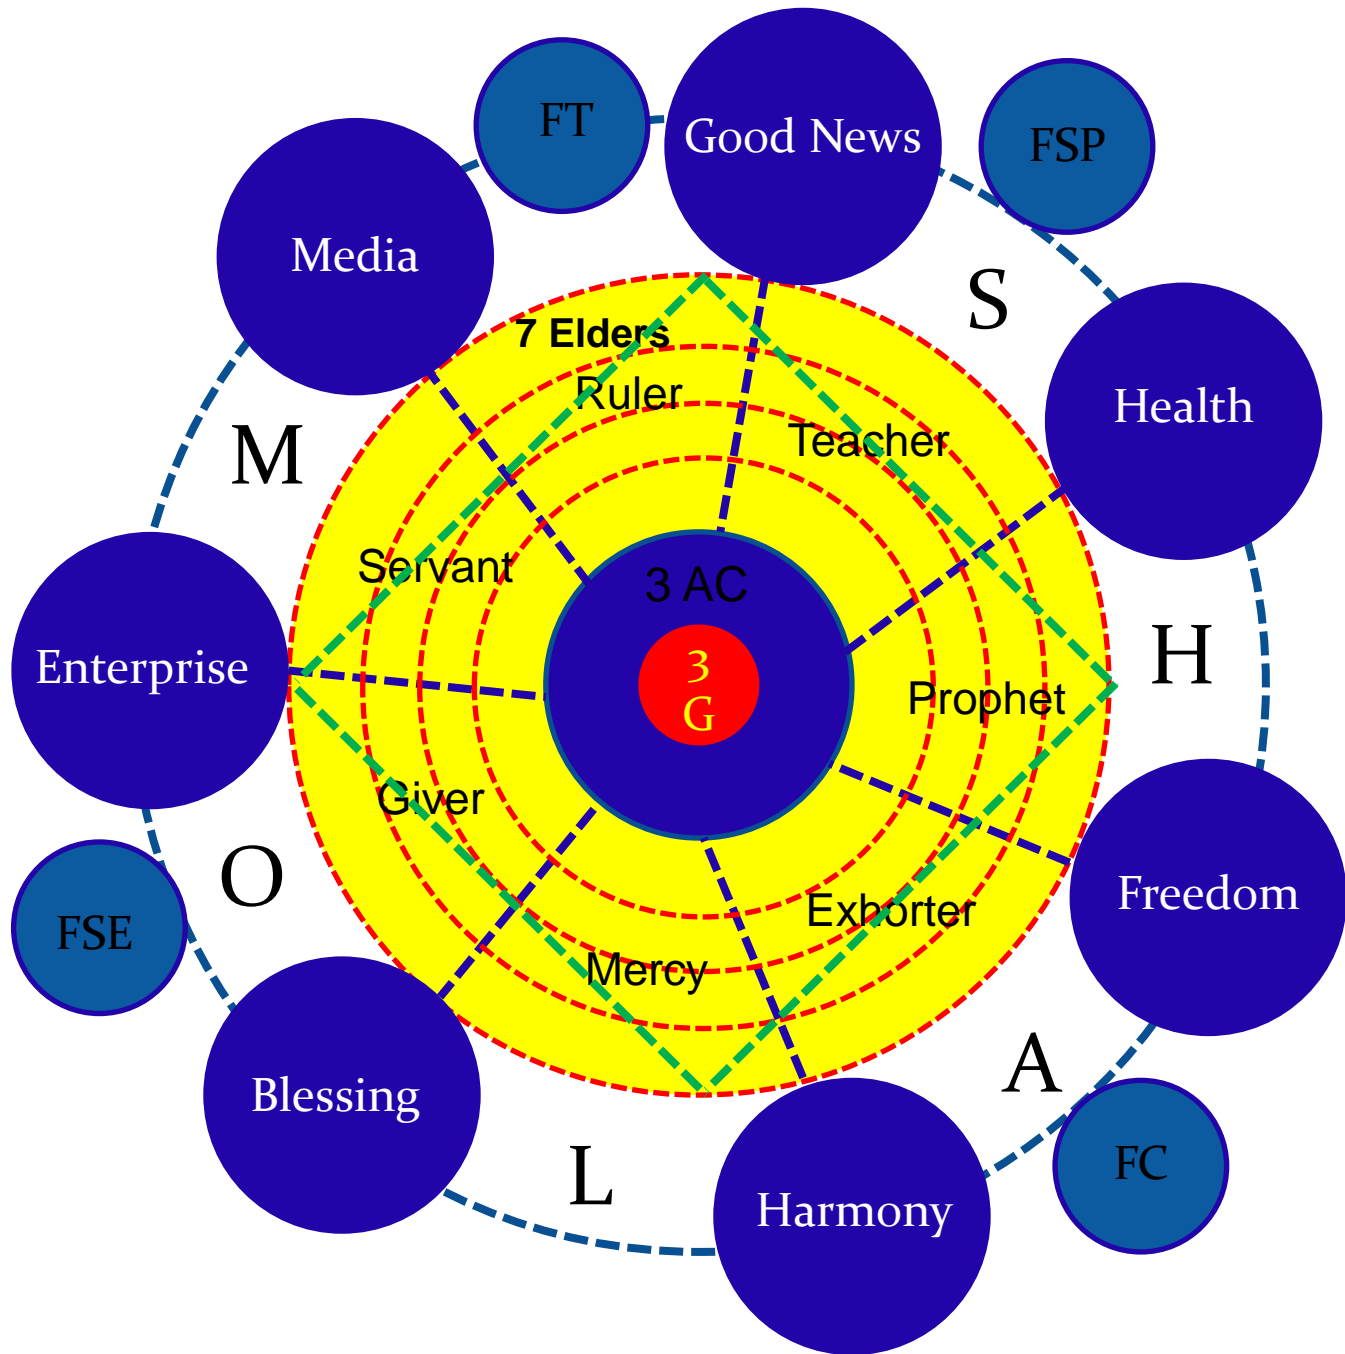 FT
Good News
FSP
Media
S
7 Elders
Ruler
Health
Teacher
M
Servant
3 AC
H
Enterprise
3
G
Prophet
Giver
O
Freedom
FSE
Exhorter
Mercy
A
Blessing
L
FC
Harmony